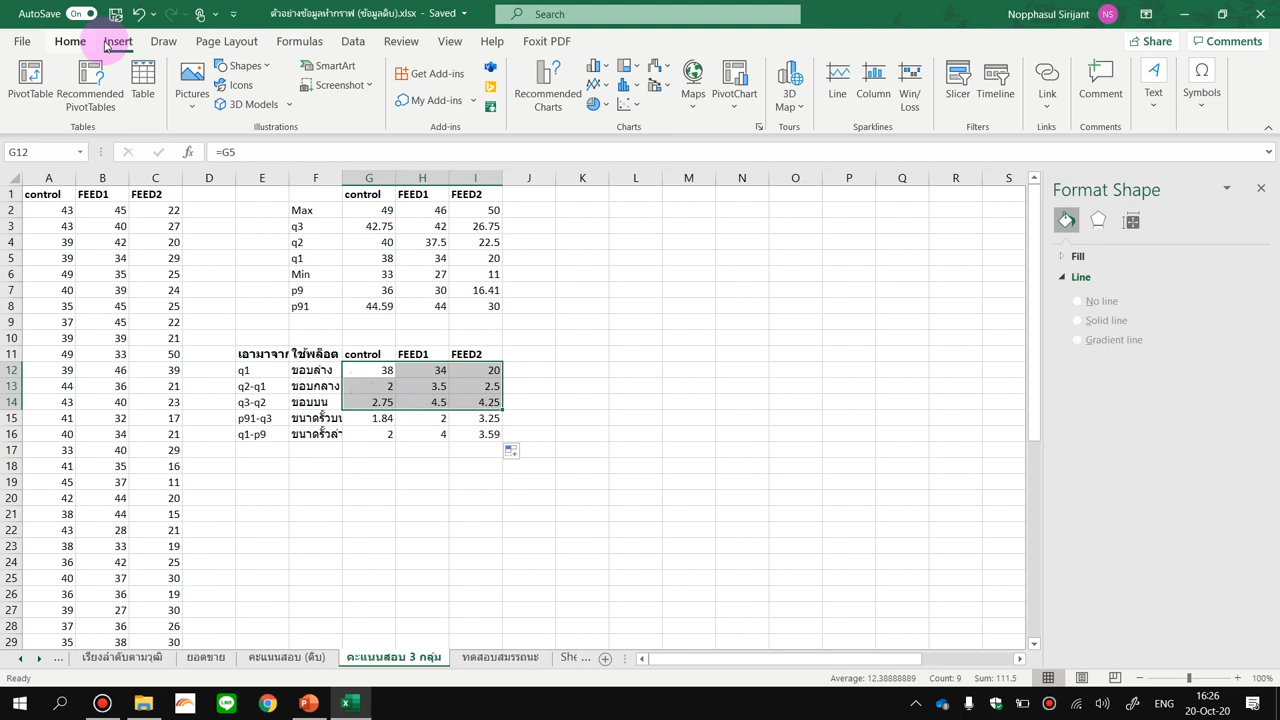 AutoSave On ตัวอย่างข้อมูลทำกราฟ (ข้อมูลดิบ).xlsx - Saved Search Nopphasul Sirijant NS
File Home Insert Draw Page Layout Formulas Data Review View Help Foxit PDF Share Comments
PivotTable Recommended PivotTables Table Pictures Shapes Icons 3D Models SmartArt Screenshot Get Add-ins My Add-ins Recommended Charts Maps PivotChart 3D Map Line Column Win/Loss Slicer Timeline Link Comment Text Symbols
Tables Illustrations Add-ins Charts Tours Sparklines Filters Links Comments
G12 fx =G5
A B C D E F G H I J K L M N O P Q R S
1 control FEED1 FEED2 control FEED1 FEED2
2 43 45 22 Max 49 46 50
3 43 40 27 q3 42.75 42 26.75
4 39 42 20 q2 40 37.5 22.5
5 39 34 29 q1 38 34 20
6 49 35 25 Min 33 27 11
7 40 39 24 p9 36 30 16.41
8 35 45 25 p91 44.59 44 30
9 37 45 22
10 39 39 21
11 49 33 50 เอามาจาก ใช้พล็อต control FEED1 FEED2
12 39 46 39 q1 ขอบล่าง 38 34 20
13 44 36 21 q2-q1 ขอบกลาง 2 3.5 2.5
14 43 40 23 q3-q2 ขอบบน 2.75 4.5 4.25
15 41 32 17 p91-q3 ขนาดรั้วบน 1.84 2 3.25
16 40 34 21 q1-p9 ขนาดรั้วล่า 2 4 3.59
17 33 40 29
18 41 35 16
19 45 37 11
20 42 44 20
21 38 44 15
22 43 28 21
23 38 33 19
24 36 42 25
25 40 37 30
26 36 36 19
27 39 27 30
28 37 36 26
29 35 38 30
Format Shape
Fill
Line
No line
Solid line
Gradient line
... เรียงลำดับตามวุฒิ ยอดขาย คะแนนสอบ (ดิบ) คะแนนสอบ 3 กลุ่ม ทดสอบสมรรถนะ She ...
Ready Average: 12.38888889 Count: 9 Sum: 111.5 100%
ENG 16:26
20-Oct-20